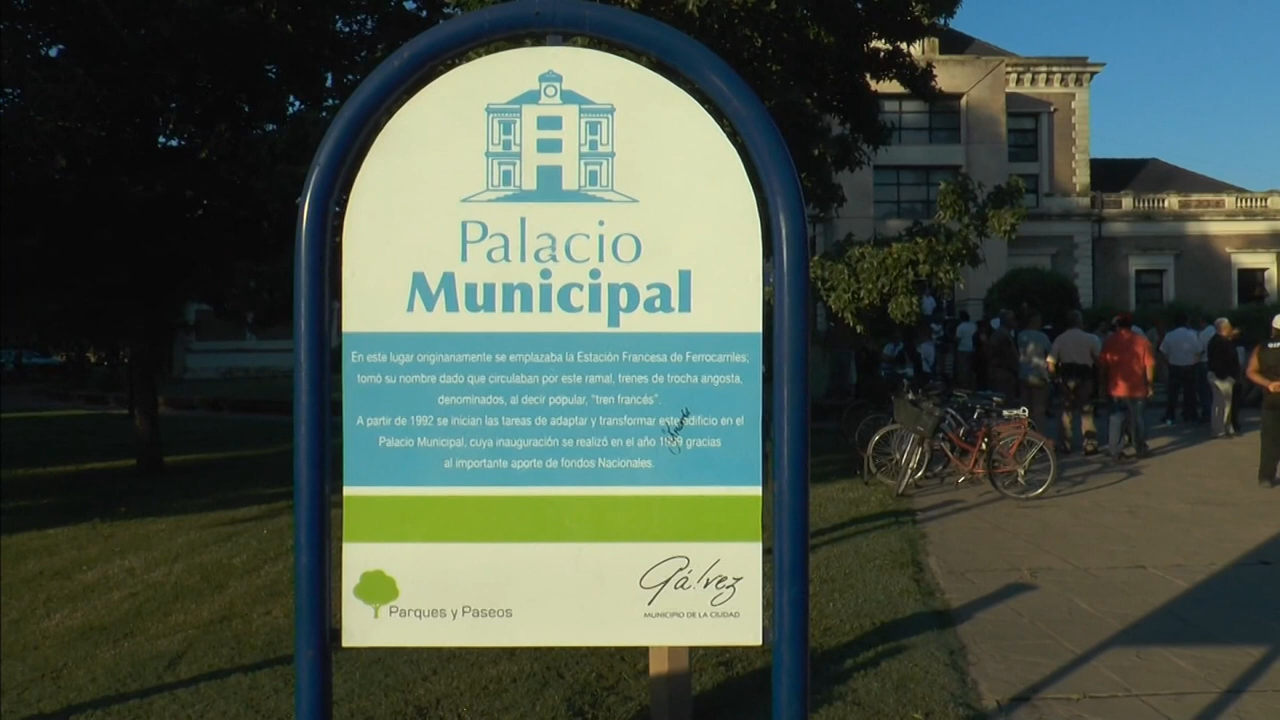 Palacio
Municipal
En este lugar originariamente se emplazaba la Estación Francesa de Ferrocarriles;
tomó su nombre dado que circulaban por este ramal, trenes de trocha angosta,
denominados, al decir popular, "tren francés".
A partir de 1992 se inician las tareas de adaptar y transformar este edificio en el
Palacio Municipal, cuya inauguración se realizó en el año gracias
al importante aporte de fondos Nacionales.
Parques y Paseos
Gálvez
MUNICIPIO DE LA CIUDAD